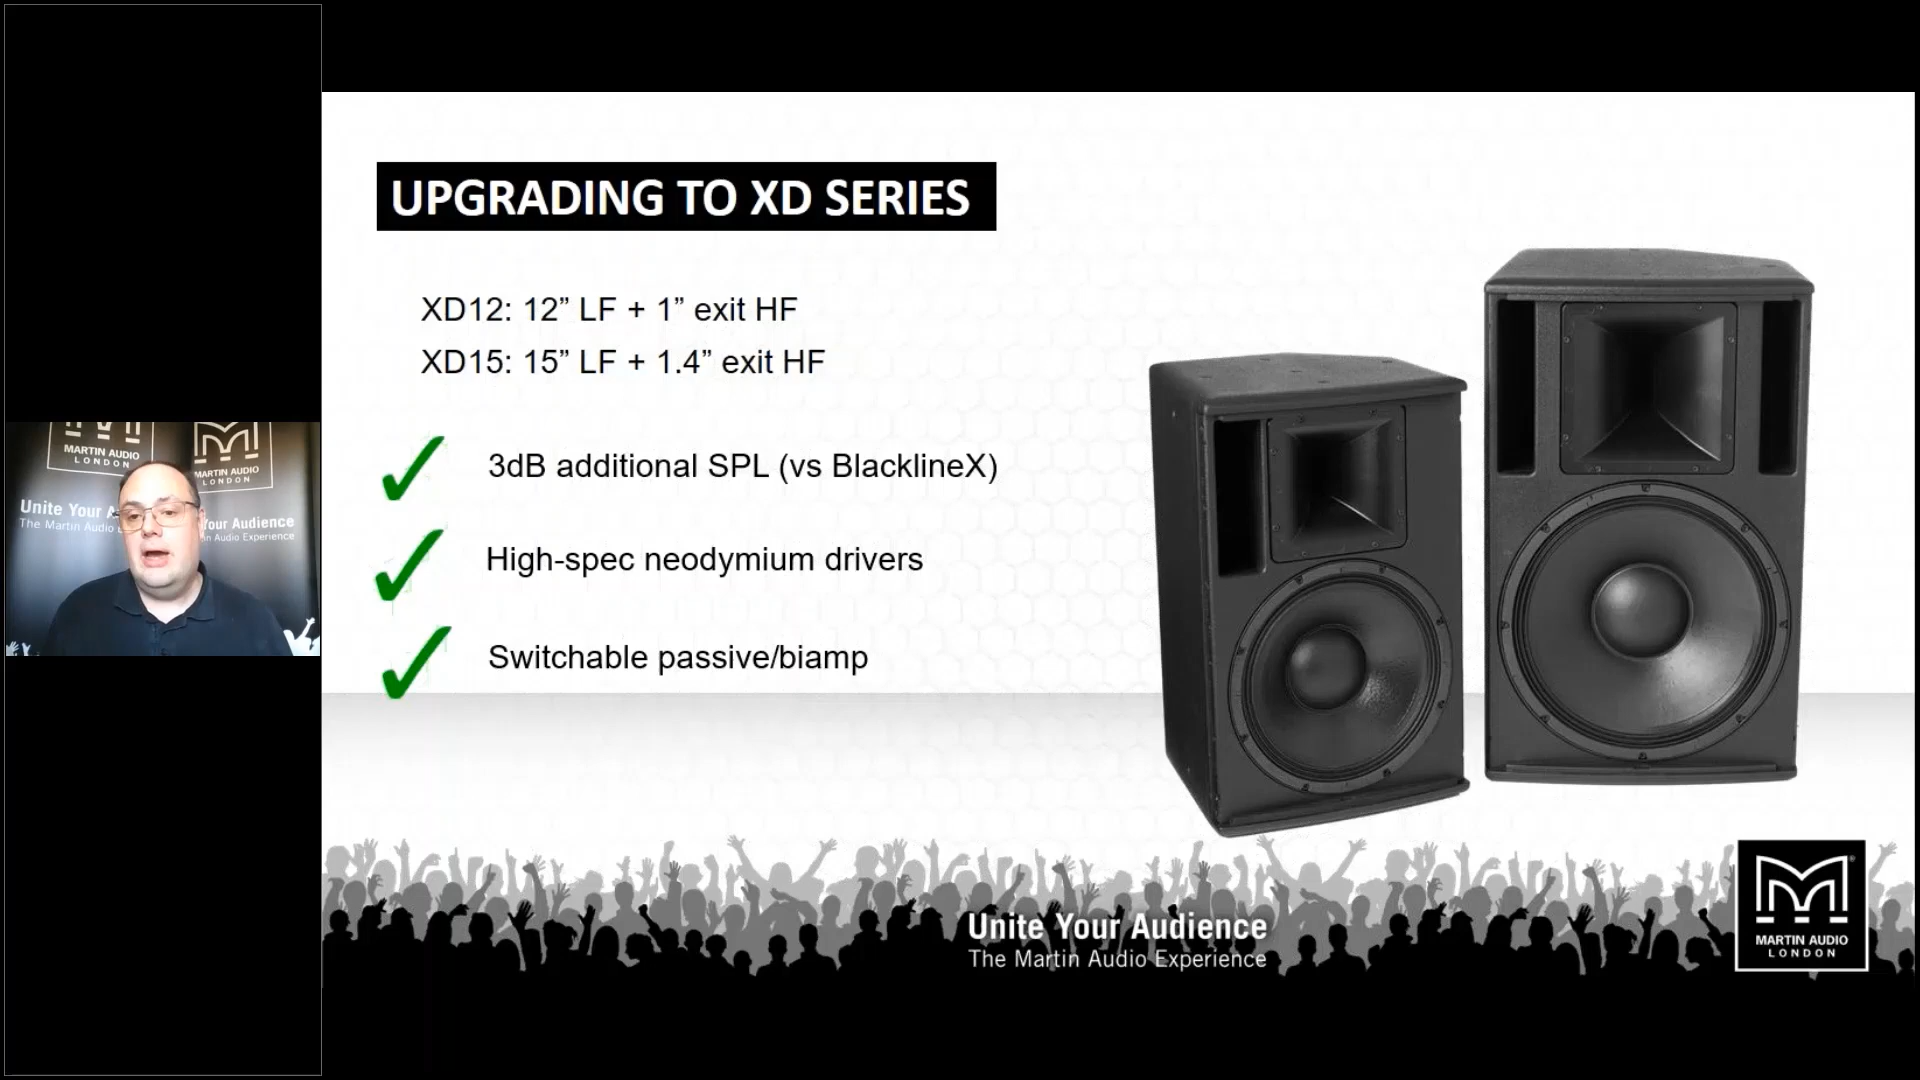 UPGRADING TO XD SERIES
XD12: 12” LF + 1” exit HF
XD15: 15” LF + 1.4” exit HF
3dB additional SPL (vs BlacklineX)
High-spec neodymium drivers
Switchable passive/biamp
Unite Your Audience
The Martin Audio Experience
MARTIN AUDIO
LONDON
MARTIN AUDIO
LONDON
MARTIN AUDIO
LONDON
Unite Your
The Martin Audio
Your Audience
Audio Experience